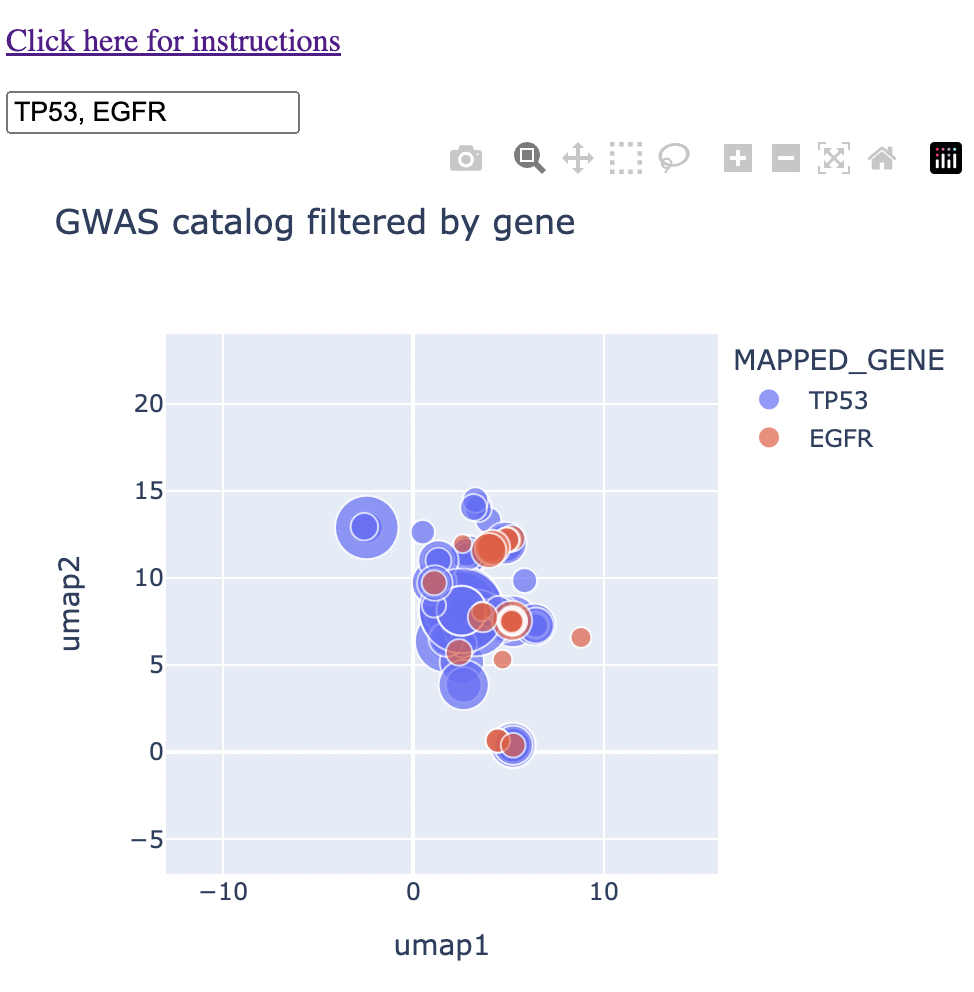 Click here for instructions
TP53, EGFR
GWAS catalog filtered by gene
MAPPED_GENE
TP53
EGFR
20
15
10
5
0
−5
umap2
−10
0
10
umap1